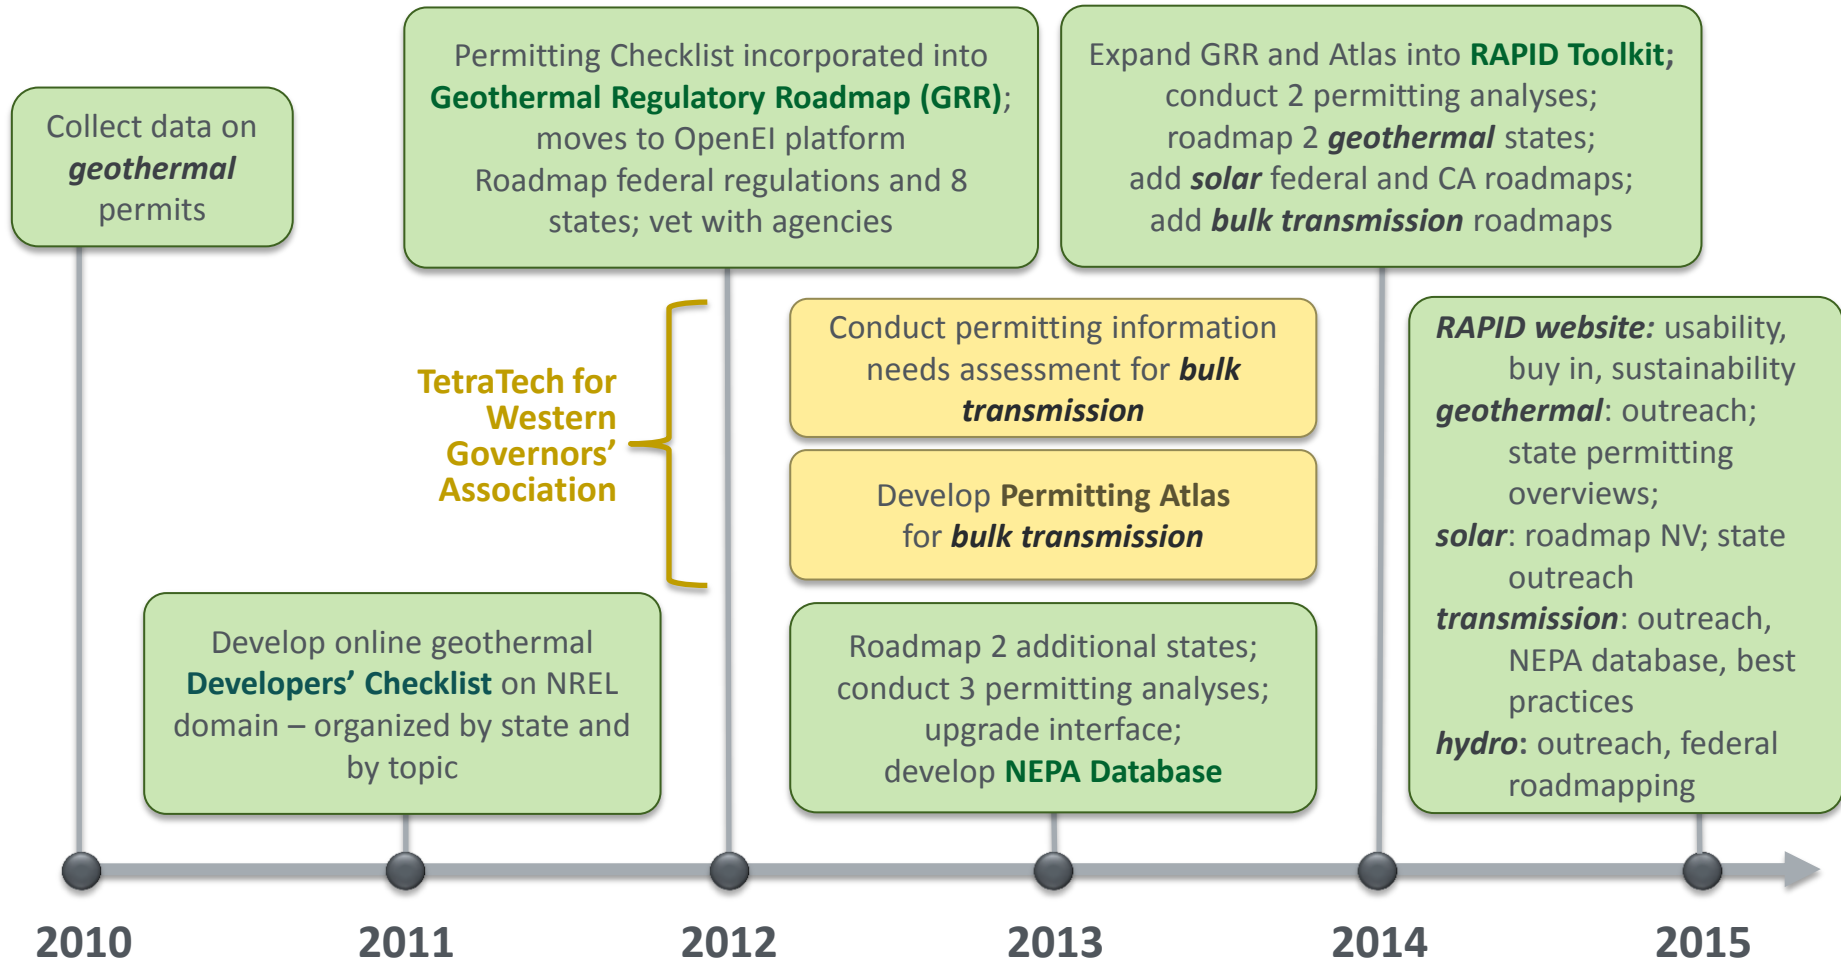 Collect data on
geothermal
permits
Permitting Checklist incorporated into
Geothermal Regulatory Roadmap (GRR);
moves to OpenEI platform
Roadmap federal regulations and 8
states; vet with agencies
Expand GRR and Atlas into RAPID Toolkit;
conduct 2 permitting analyses;
roadmap 2 geothermal states;
add solar federal and CA roadmaps;
add bulk transmission roadmaps
TetraTech for
Western
Governors’
Association
Conduct permitting information
needs assessment for bulk
transmission
Develop Permitting Atlas
for bulk transmission
RAPID website: usability,
buy in, sustainability
geothermal: outreach;
state permitting
overviews;
solar: roadmap NV; state
outreach
transmission: outreach,
NEPA database, best
practices
hydro: outreach, federal
roadmapping
Develop online geothermal
Developers’ Checklist on NREL
domain – organized by state and
by topic
Roadmap 2 additional states;
conduct 3 permitting analyses;
upgrade interface;
develop NEPA Database
2010
2011
2012
2013
2014
2015